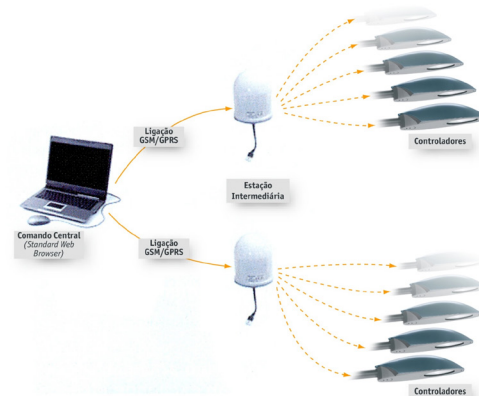 Ligação
GSM/GPRS
Controladores
Estação
Intermediária
Comando Central
(Standard Web
Browser)
Ligação
GSM/GPRS
Controladores